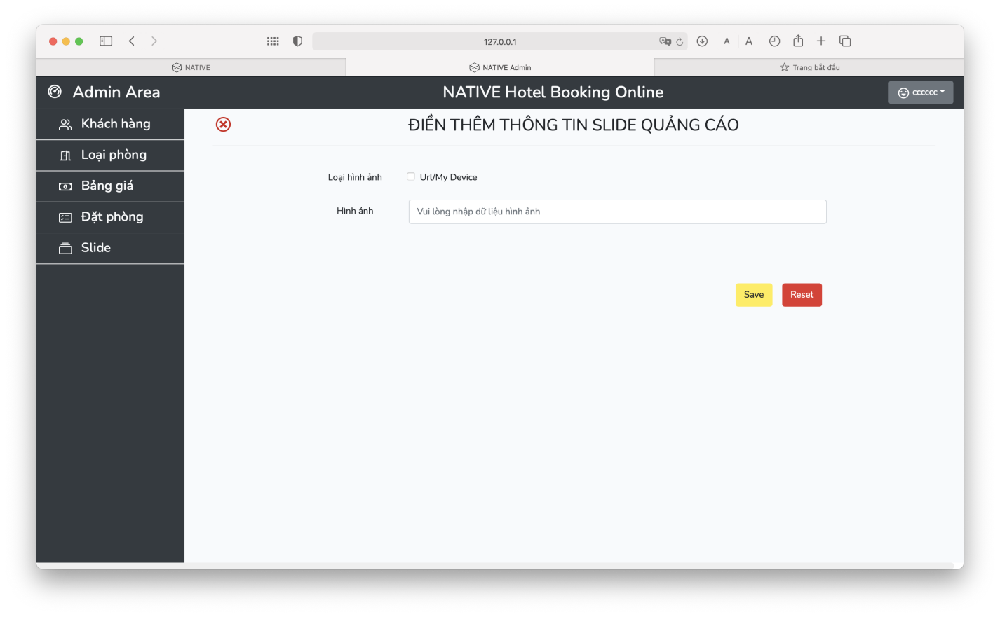 127.0.0.1
A A
NATIVE
NATIVE Admin
Trang bắt đầu
Admin Area
NATIVE Hotel Booking Online
cccccc
Khách hàng
Loại phòng
Bảng giá
Đặt phòng
Slide
ĐIỀN THÊM THÔNG TIN SLIDE QUẢNG CÁO
Loại hình ảnh
Url/My Device
Hình ảnh
Vui lòng nhập dữ liệu hình ảnh
Save
Reset